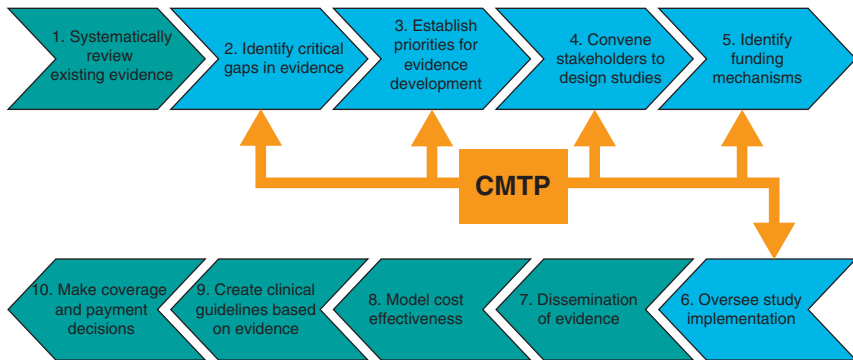 1. Systematically
review
existing evidence
2. Identify critical
gaps in evidence
3. Establish
priorities for
evidence
development
4. Convene
stakeholders to
design studies
5. Identify
funding
mechanisms
CMTP
10. Make coverage
and payment
decisions
9. Create clinical
guidelines based
on evidence
8. Model cost
effectiveness
7. Dissemination
of evidence
6. Oversee study
implementation